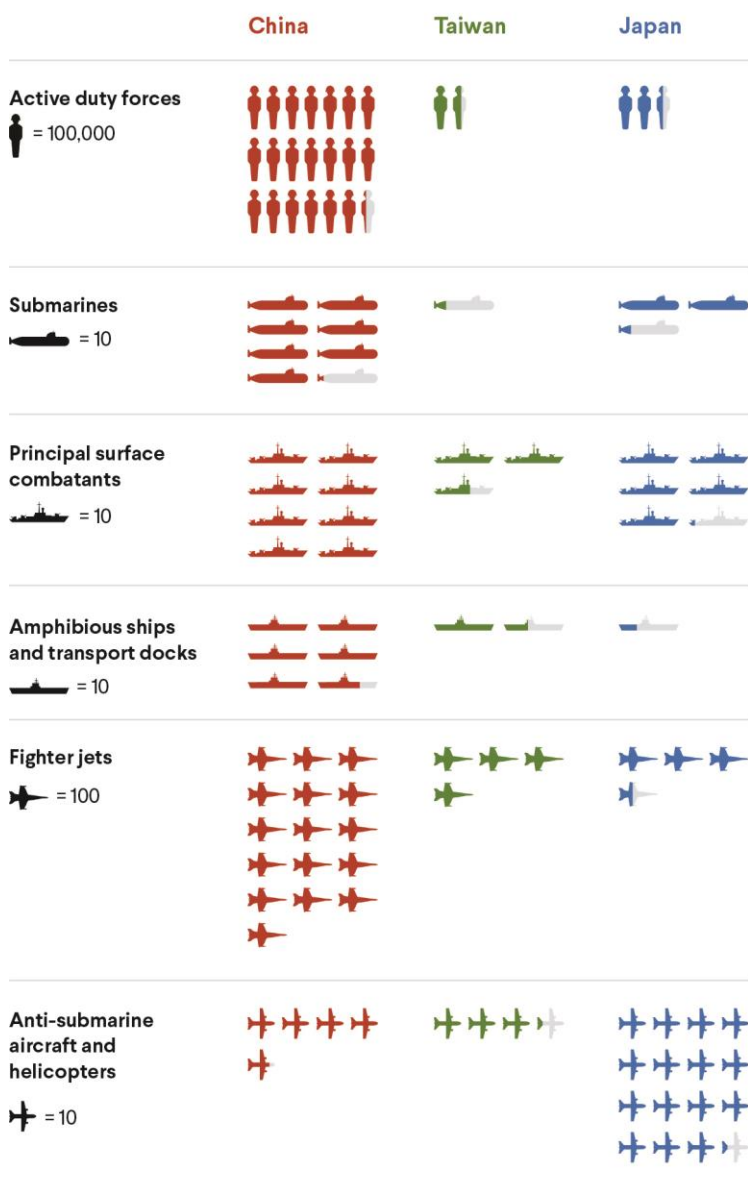 China Taiwan Japan
Active duty forces
= 100,000
Submarines
= 10
Principal surface
combatants
= 10
Amphibious ships
and transport docks
= 10
Fighter jets
= 100
Anti-submarine
aircraft and
helicopters
= 10